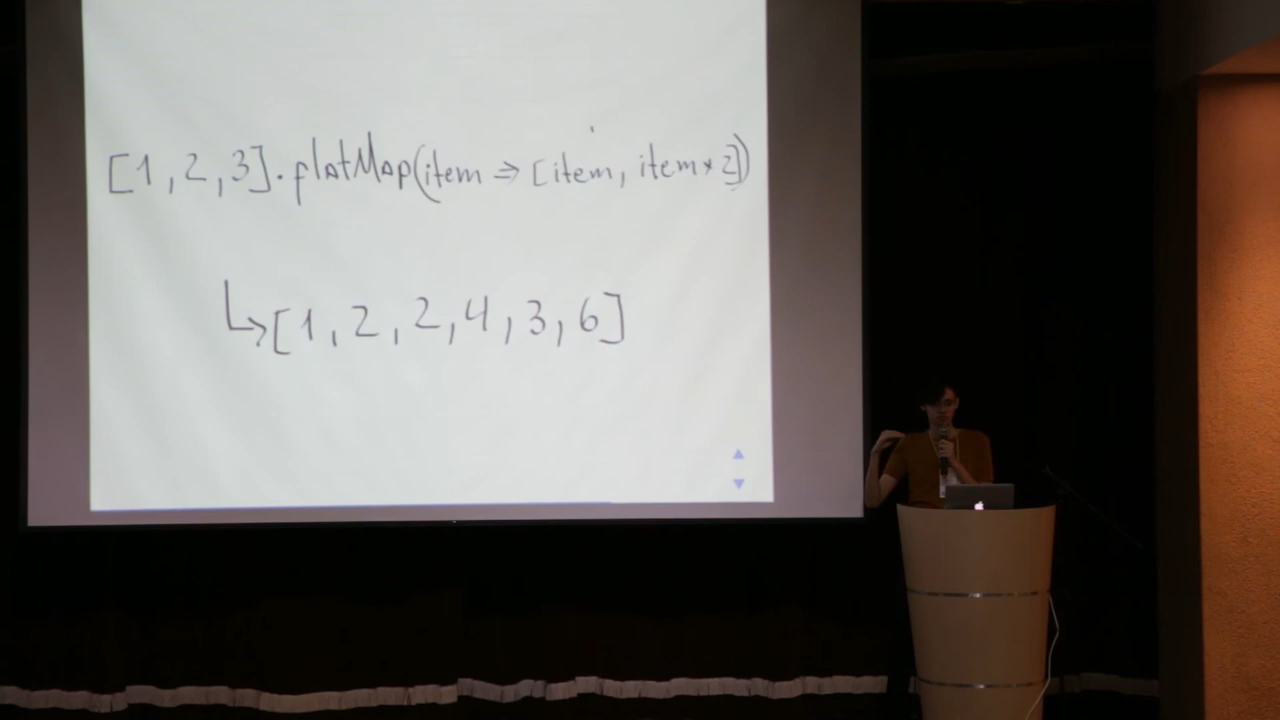 [1, 2, 3].flatMap(item => [item, item * 2])
↳[1, 2, 2, 4, 3, 6]